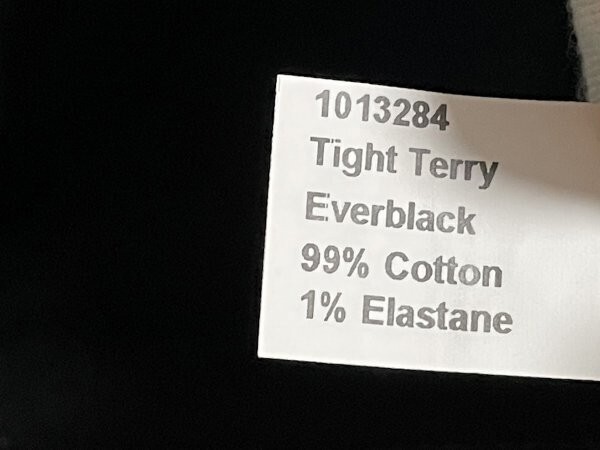 1013284
Tight Terry
Everblack
99% Cotton
1% Elastane